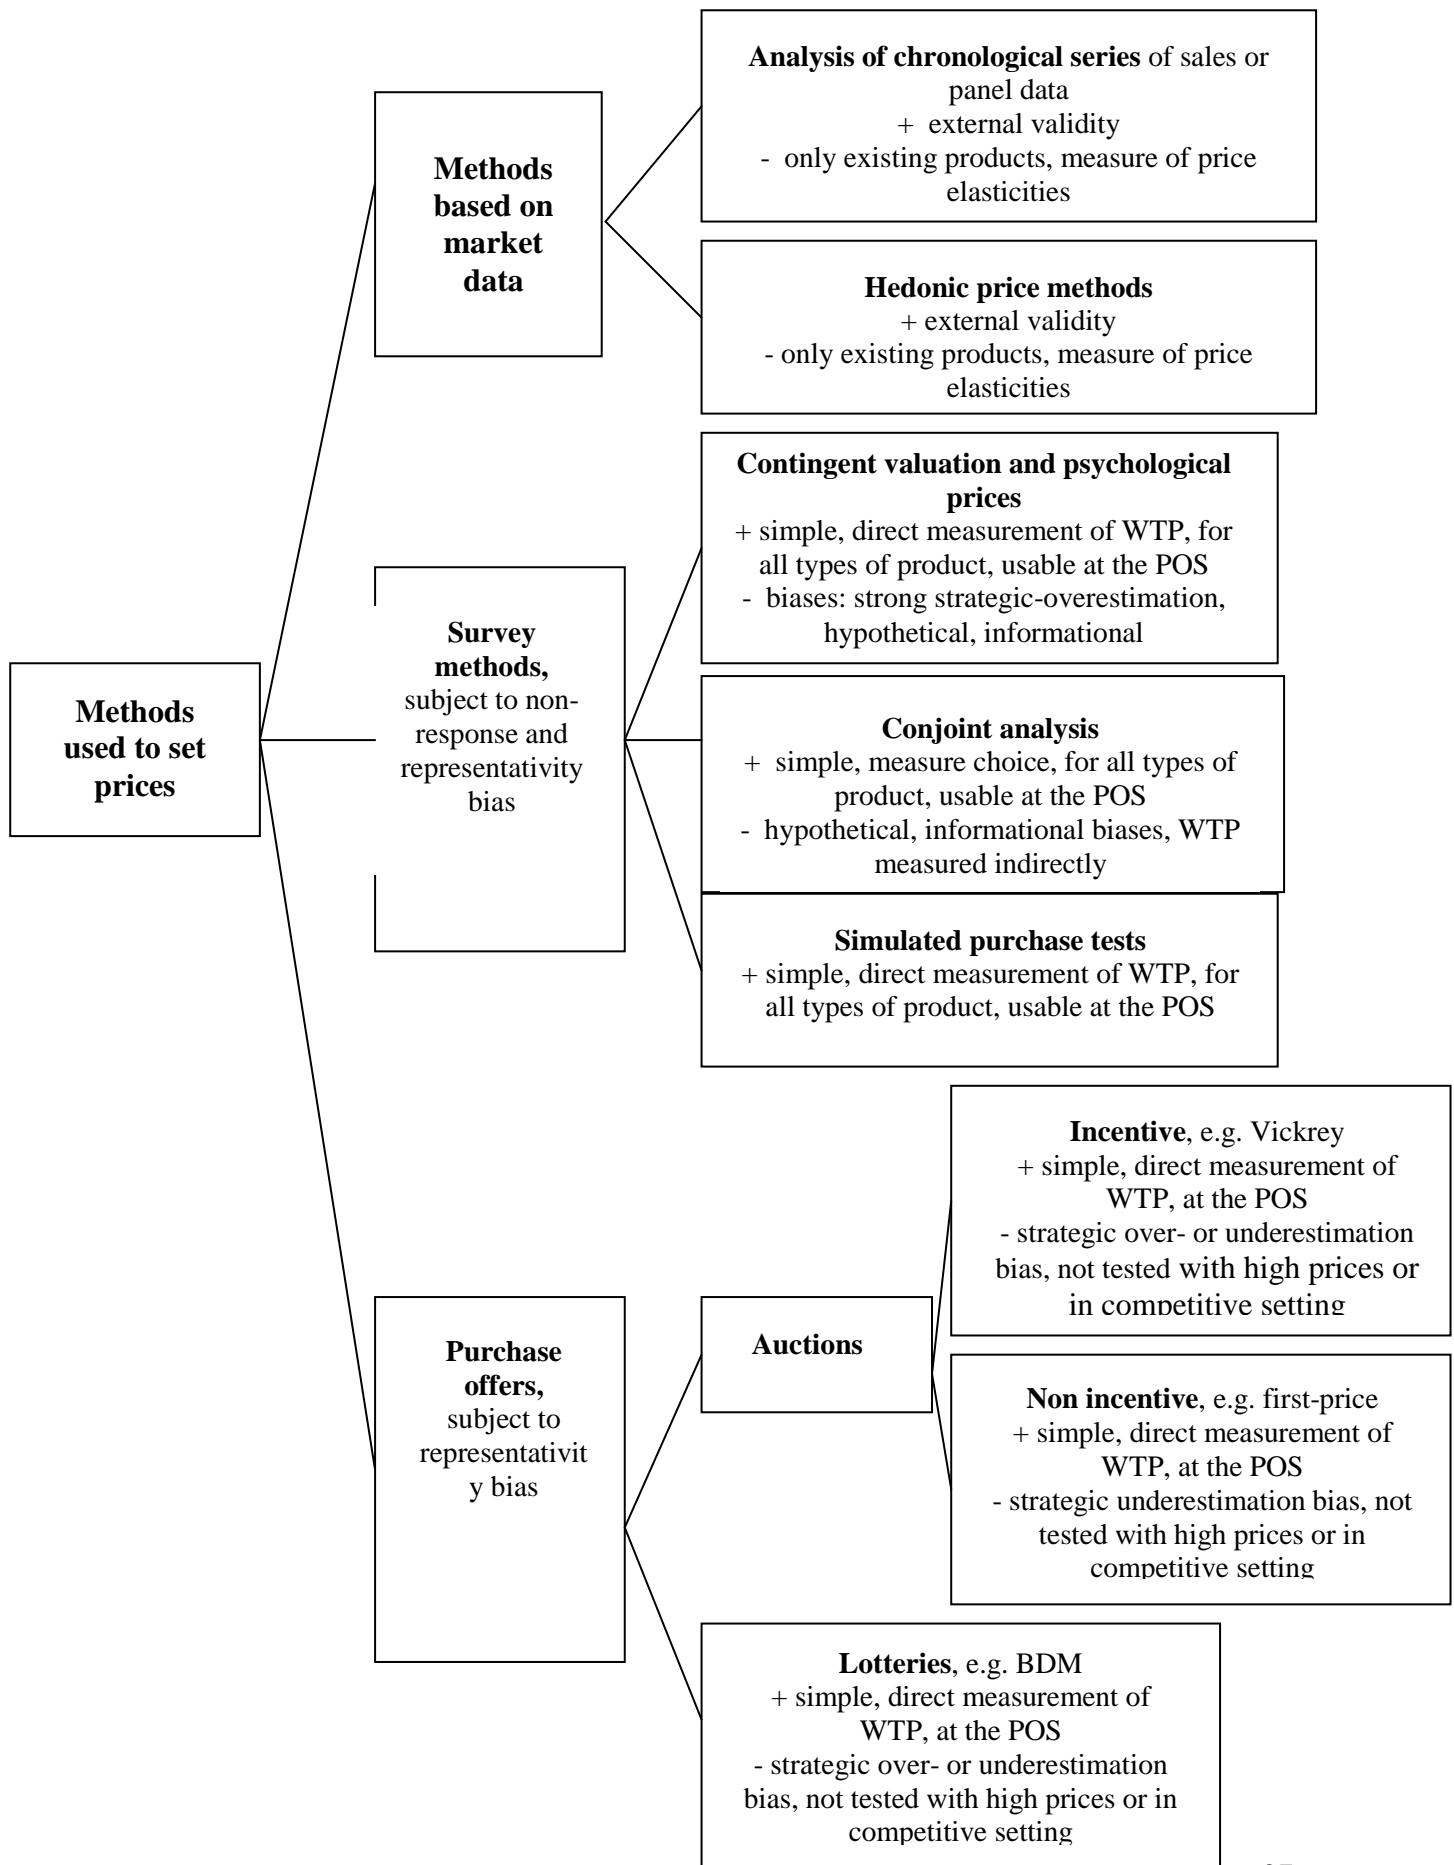 Analysis of chronological series of sales or
panel data
+ external validity
- only existing products, measure of price
elasticities
Methods
based on
market
data
Hedonic price methods
+ external validity
- only existing products, measure of price
elasticities
Contingent valuation and psychological
prices
+ simple, direct measurement of WTP, for
all types of product, usable at the POS
- biases: strong strategic-overestimation,
hypothetical, informational
Survey
methods,
subject to non-
response and
representativity
bias
Methods
used to set
prices
Conjoint analysis
+ simple, measure choice, for all types of
product, usable at the POS
- hypothetical, informational biases, WTP
measured indirectly
Simulated purchase tests
+ simple, direct measurement of WTP, for
all types of product, usable at the POS
Incentive, e.g. Vickrey
+ simple, direct measurement of
WTP, at the POS
- strategic over- or underestimation
bias, not tested with high prices or
in competitive setting
Auctions
Purchase
offers,
subject to
representativit
y bias
Non incentive, e.g. first-price
+ simple, direct measurement of
WTP, at the POS
- strategic underestimation bias, not
tested with high prices or in
competitive setting
Lotteries, e.g. BDM
+ simple, direct measurement of
WTP, at the POS
- strategic over- or underestimation
bias, not tested with high prices or in
competitive setting